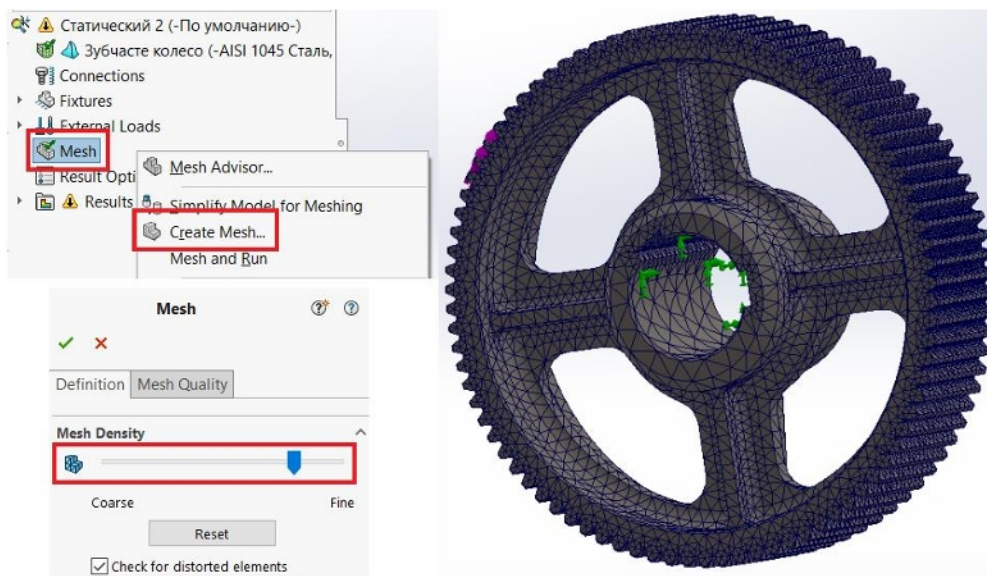 Статический 2 (-По умолчанию-)
Зубчасте колесо (-AISI 1045 Сталь,
Connections
Fixtures
External Loads
Mesh
Mesh Advisor...
Result Opti
Results
Simplify Model for Meshing
Create Mesh...
Mesh and Run
Mesh
Definition Mesh Quality
Mesh Density
Coarse Fine
Reset
Check for distorted elements